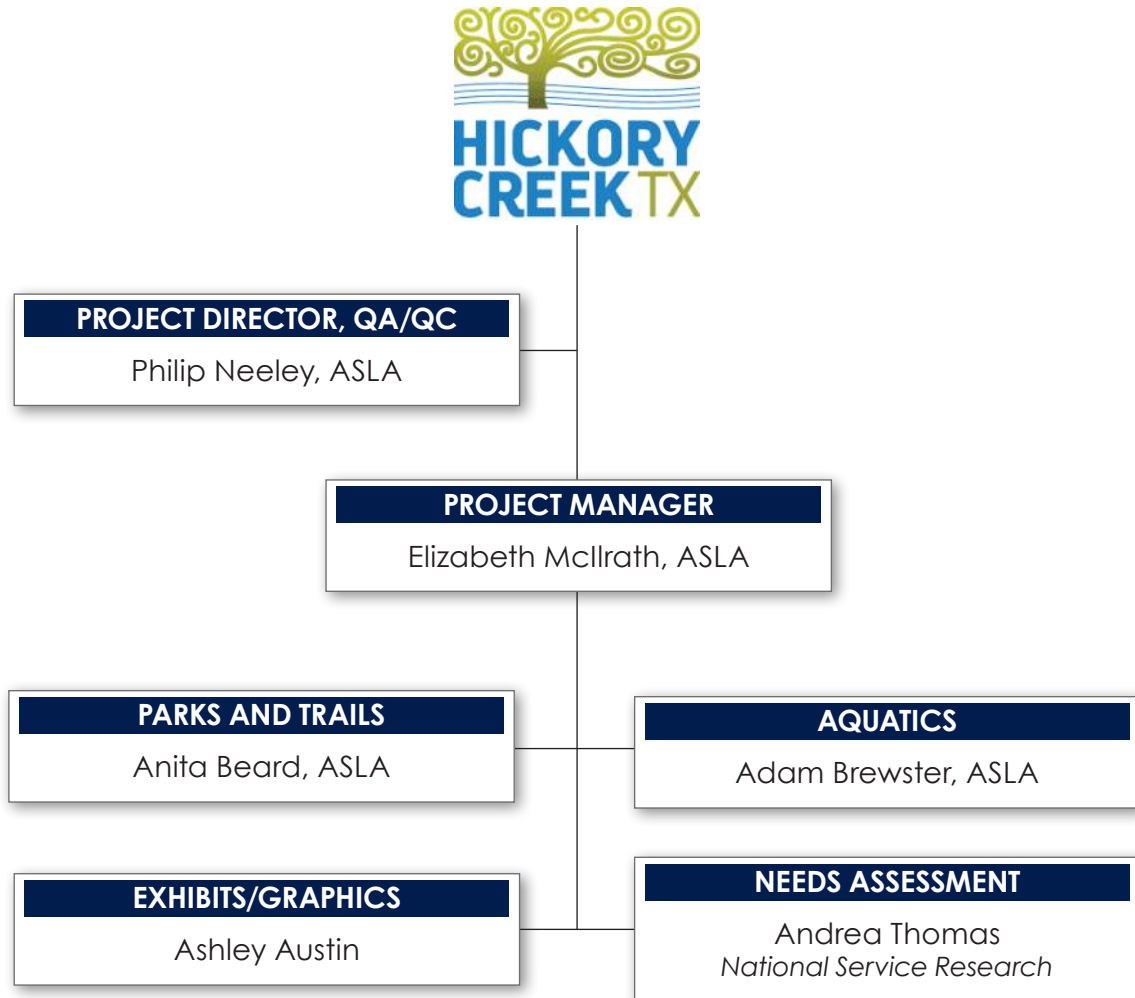 HICKORY
CREEK TX
PROJECT DIRECTOR, QA/QC
Philip Neeley, ASLA
PROJECT MANAGER
Elizabeth McIlrath, ASLA
PARKS AND TRAILS
Anita Beard, ASLA
AQUATICS
Adam Brewster, ASLA
EXHIBITS/GRAPHICS
Ashley Austin
NEEDS ASSESSMENT
Andrea Thomas
National Service Research